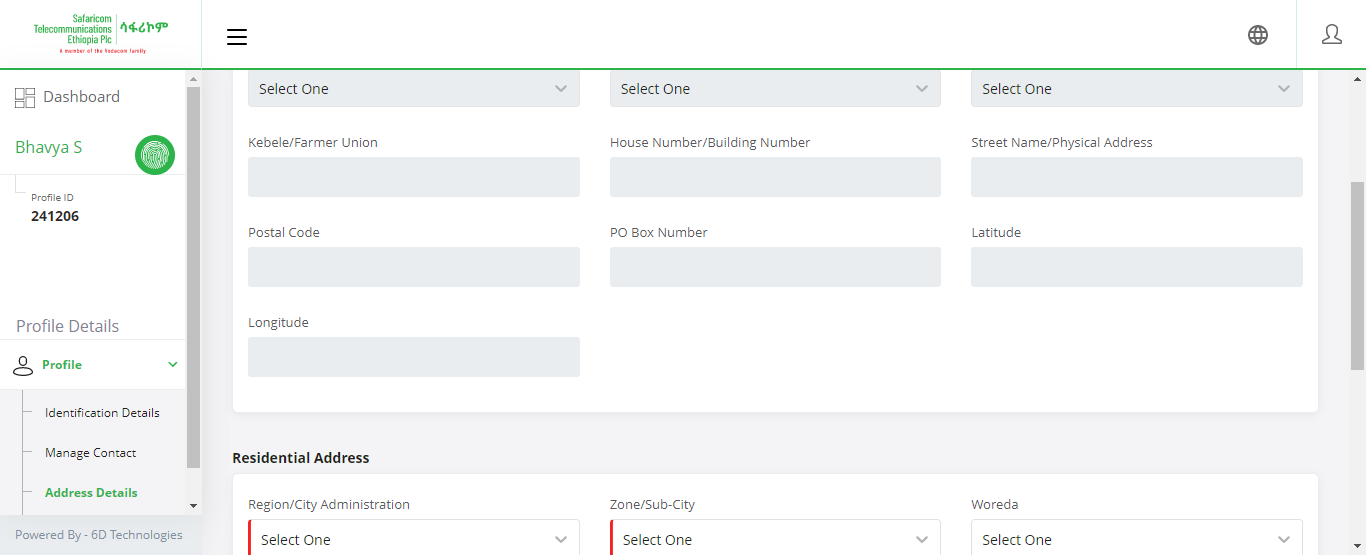 Safaricom
Telecommunications
Ethiopia Plc
ሳፋሪኮም
A member of the Vodacom family
Dashboard
Bhavya S
Profile ID
241206
Profile Details
Profile
Identification Details
Manage Contact
Address Details
Powered By - 6D Technologies
Select One Select One Select One
Kebele/Farmer Union House Number/Building Number Street Name/Physical Address
Postal Code PO Box Number Latitude
Longitude
Residential Address
Region/City Administration Zone/Sub-City Woreda
Select One Select One Select One